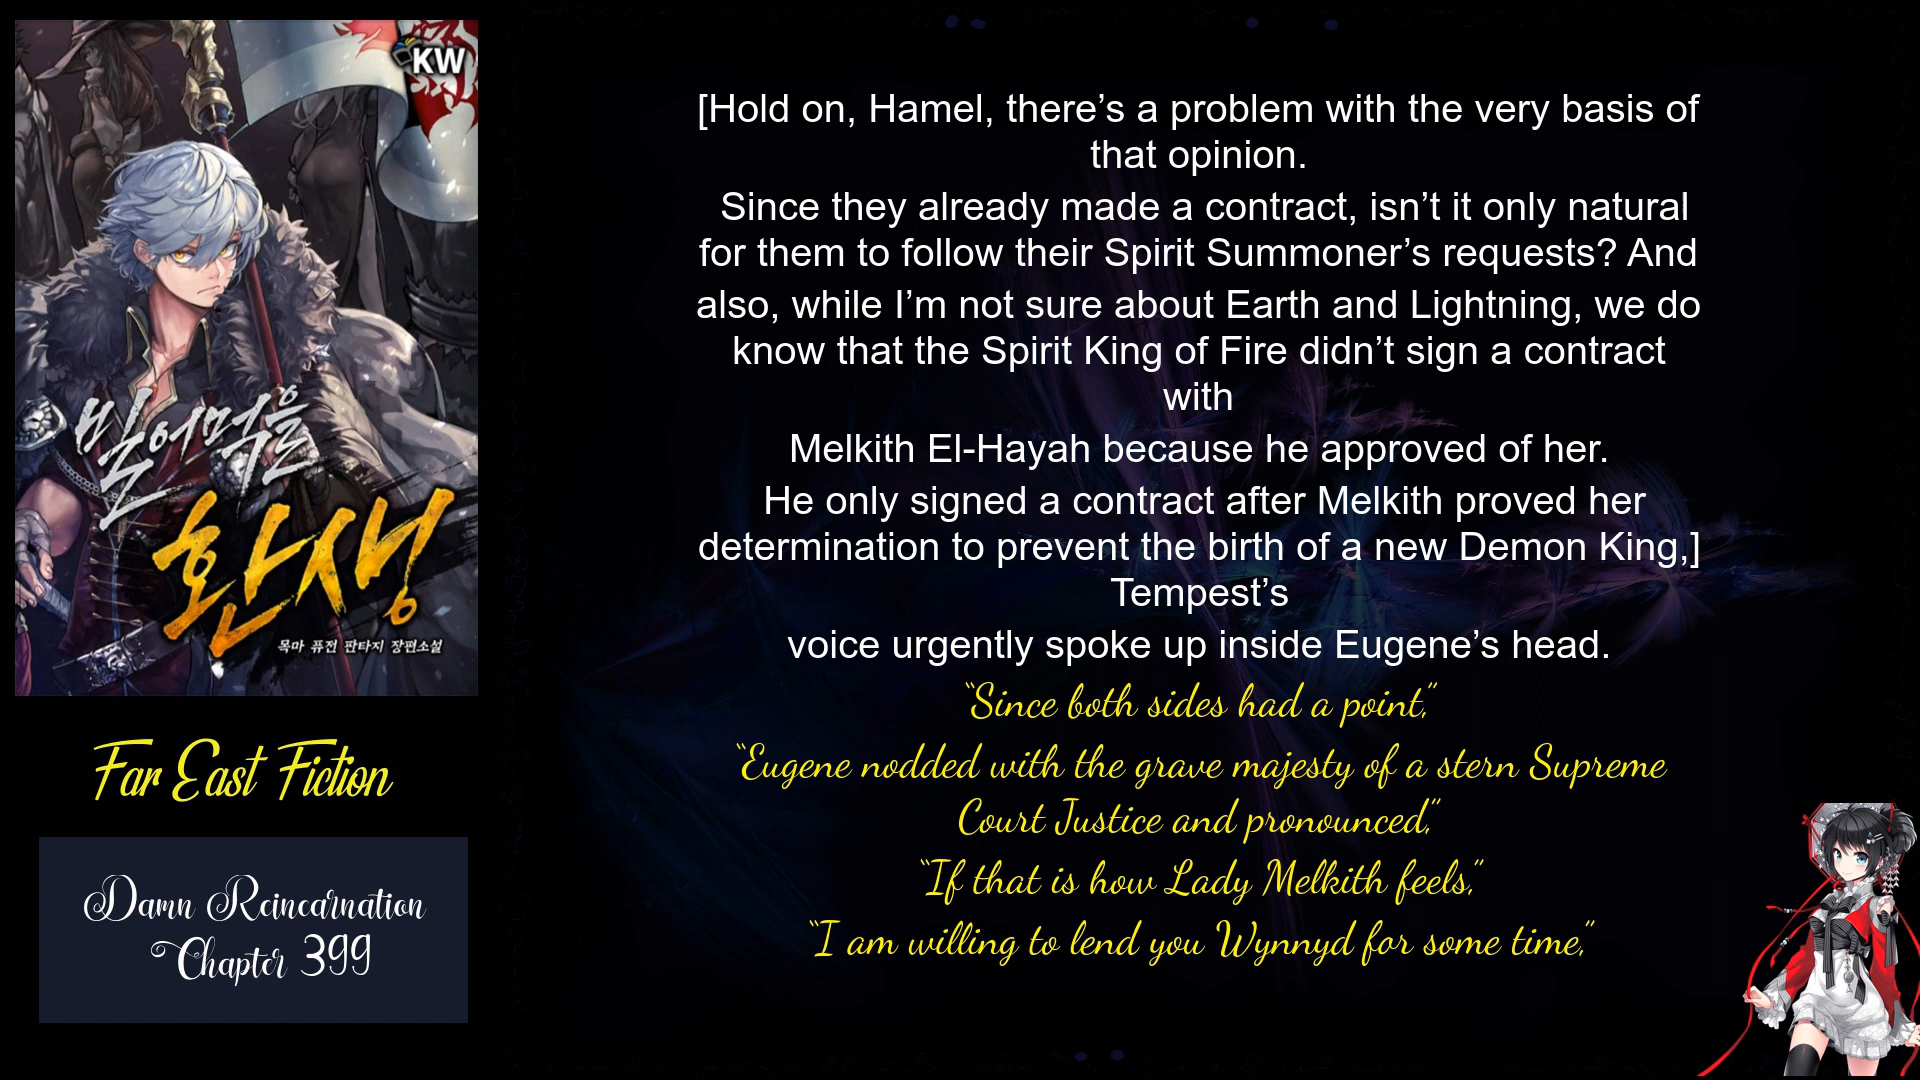 KW
빌어먹을
환생
목마 퓨전 판타지 장편소설
Far East Fiction
Damn Reincarnation
Chapter 399
[Hold on, Hamel, there’s a problem with the very basis of
that opinion.
Since they already made a contract, isn’t it only natural
for them to follow their Spirit Summoner’s requests? And
also, while I’m not sure about Earth and Lightning, we do
know that the Spirit King of Fire didn’t sign a contract
with
Melkith El-Hayah because he approved of her.
He only signed a contract after Melkith proved her
determination to prevent the birth of a new Demon King,]
Tempest’s
voice urgently spoke up inside Eugene’s head.
“Since both sides had a point,”
“Eugene nodded with the grave majesty of a stern Supreme
Court Justice and pronounced,”
“If that is how Lady Melkith feels,”
“I am willing to lend you Wynnyd for some time,”